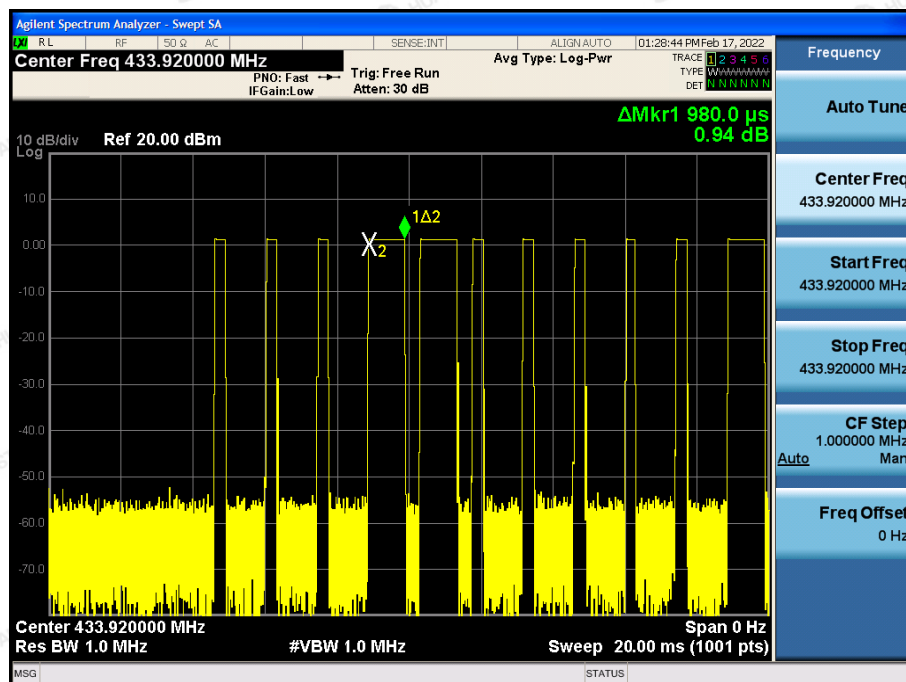 Agilent Spectrum Analyzer - Swept SA
LXI RL RF 50 Ω AC SENSE:INT ALIGNAUTO 01:28:44 PMFeb 17, 2022
Center Freq 433.920000 MHz
PNO: Fast
IFGain:Low
Trig: Free Run
Atten: 30 dB
Avg Type: Log-Pwr
TRACE 1 2 3 4 5 6
TYPE W
DET N N N N N N
ΔMkr1 980.0 µs
0.94 dB
10 dB/div Ref 20.00 dBm
Log
10.0
0.00
-10.0
-20.0
-30.0
-40.0
-50.0
-60.0
-70.0
1Δ2
X2
Center 433.920000 MHz Span 0 Hz
Res BW 1.0 MHz #VBW 1.0 MHz Sweep 20.00 ms (1001 pts)
MSG STATUS
Frequency
Auto Tune
Center Freq
433.920000 MHz
Start Freq
433.920000 MHz
Stop Freq
433.920000 MHz
CF Step
1.000000 MHz
Auto Man
Freq Offset
0 Hz